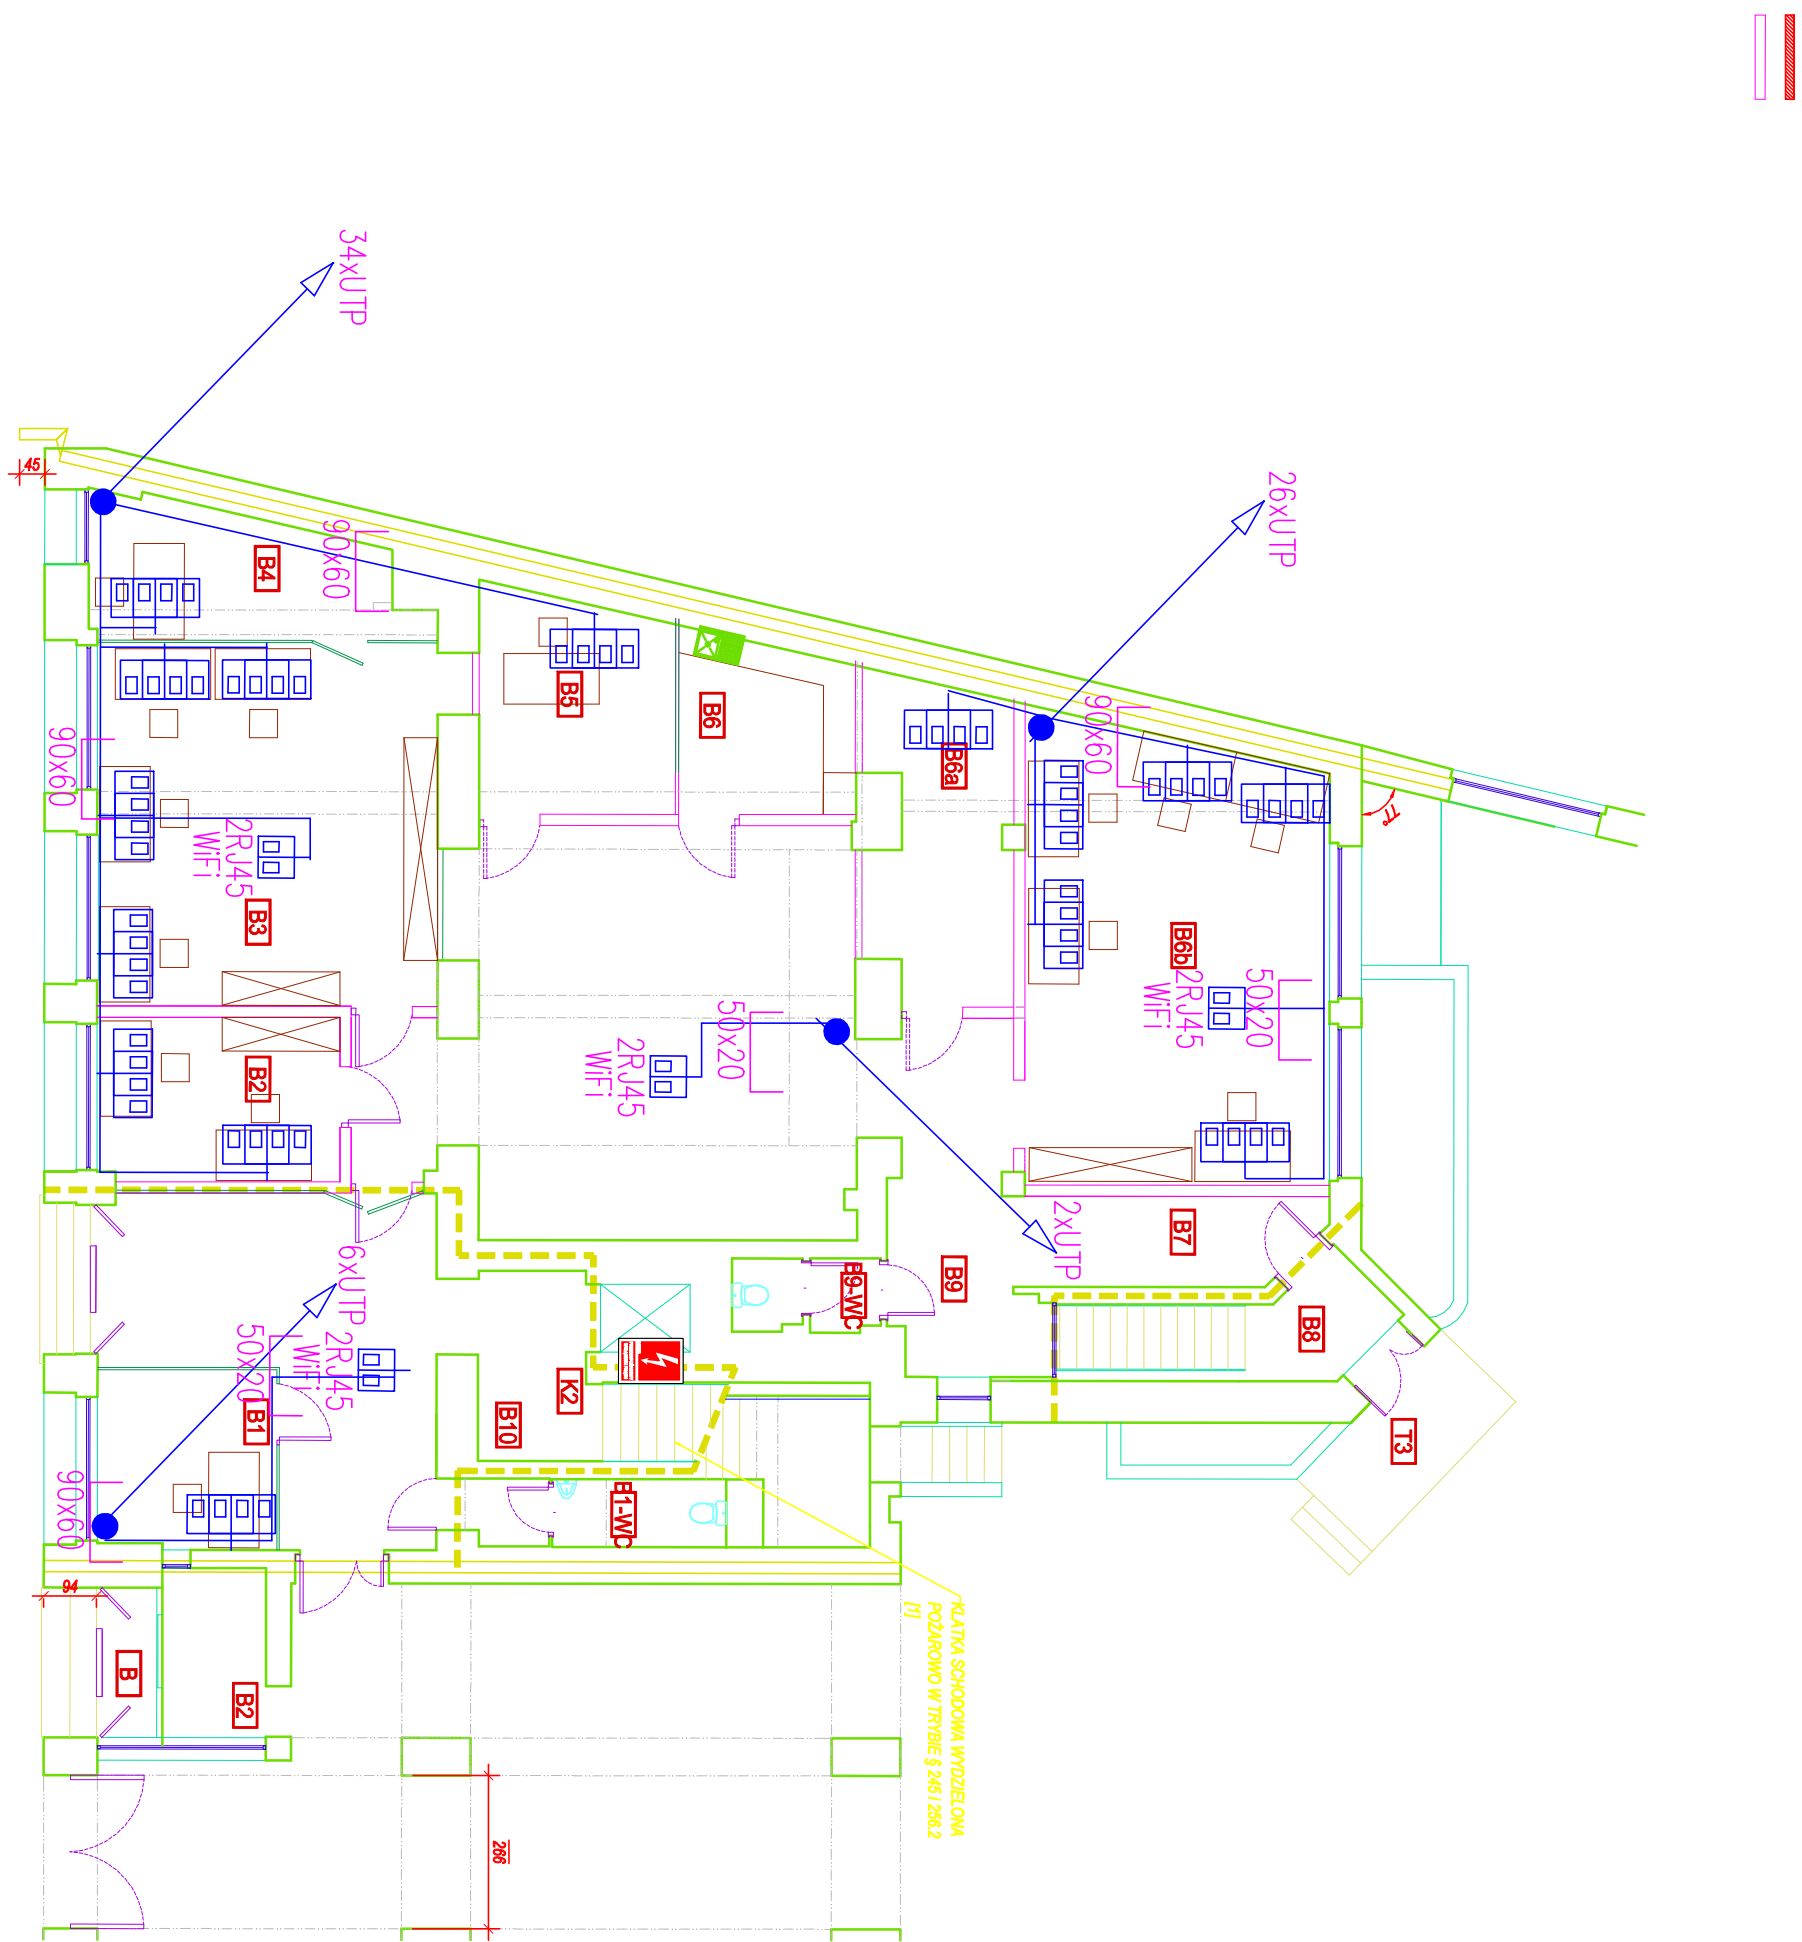 34xUTP
26xUTP
45
B4
90x60
B5
B6
B6a
90x60
77°
90x60
2RJ45
WiFi
B3
B6b
2RJ45
WiFi
50x20
50x20
2RJ45
WiFi
B2
2xUTP
B7
B9
B9-WC
B8
6xUTP
2RJ45
WiFi
50x20
B1
K2
B10
T3
90x60
B1-WC
94
B
B2
KLATKA SCHODOWA WYDZIELONA
POŻAROWO W TRYBIE § 245 I 256.2
[1]
266